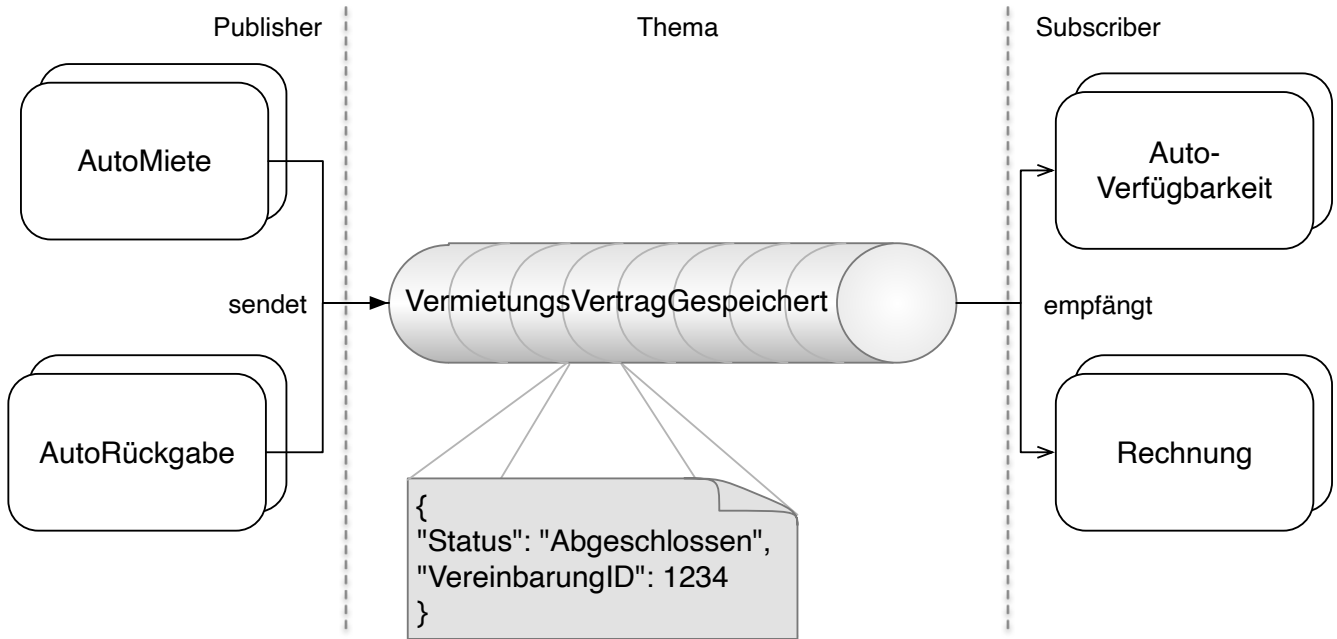 Publisher
Thema
Subscriber
AutoMiete
Auto-
Verfügbarkeit
sendet
VermietungsVertragGespeichert
empfängt
AutoRückgabe
Rechnung
{
"Status": "Abgeschlossen",
"VereinbarungID": 1234
}